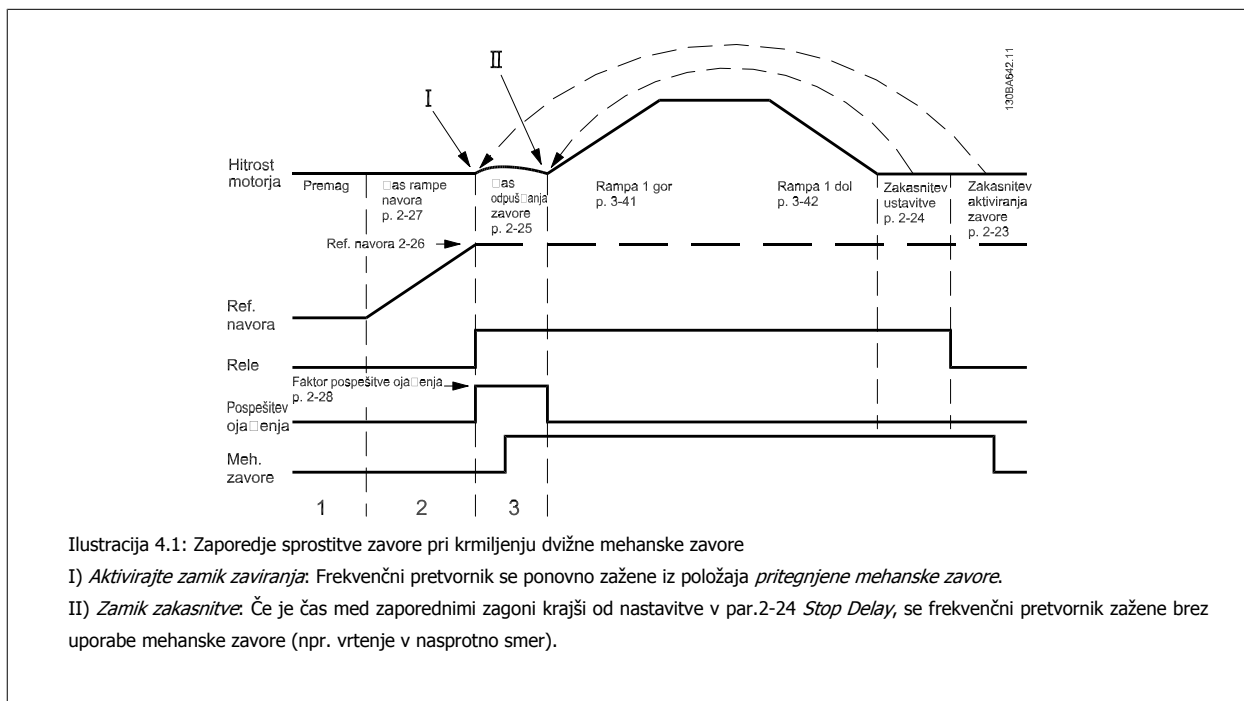 II
I
130BA642.11
Hitrost
motorja
Premag
□as rampe
navora
p. 2-27
□as
odpuš□anja
zavore
p. 2-25
Rampa 1 gor
p. 3-41
Rampa 1 dol
p. 3-42
Zakasnitev
ustavitve
p. 2-24
Zakasnitev
aktiviranja
zavore
p. 2-23
Ref. navora 2-26
Ref.
navora
Rele
Faktor pospešitve oja□enja
p. 2-28
Pospešitev
oja□enja
Meh.
zavore
1 2 3
Ilustracija 4.1: Zaporedje sprostitve zavore pri krmiljenju dvižne mehanske zavore
I) Aktivirajte zamik zaviranja: Frekvenčni pretvornik se ponovno zažene iz položaja pritegnjene mehanske zavore.
II) Zamik zakasnitve: Če je čas med zaporednimi zagoni krajši od nastavitve v par.2-24 Stop Delay, se frekvenčni pretvornik zažene brez
uporabe mehanske zavore (npr. vrtenje v nasprotno smer).